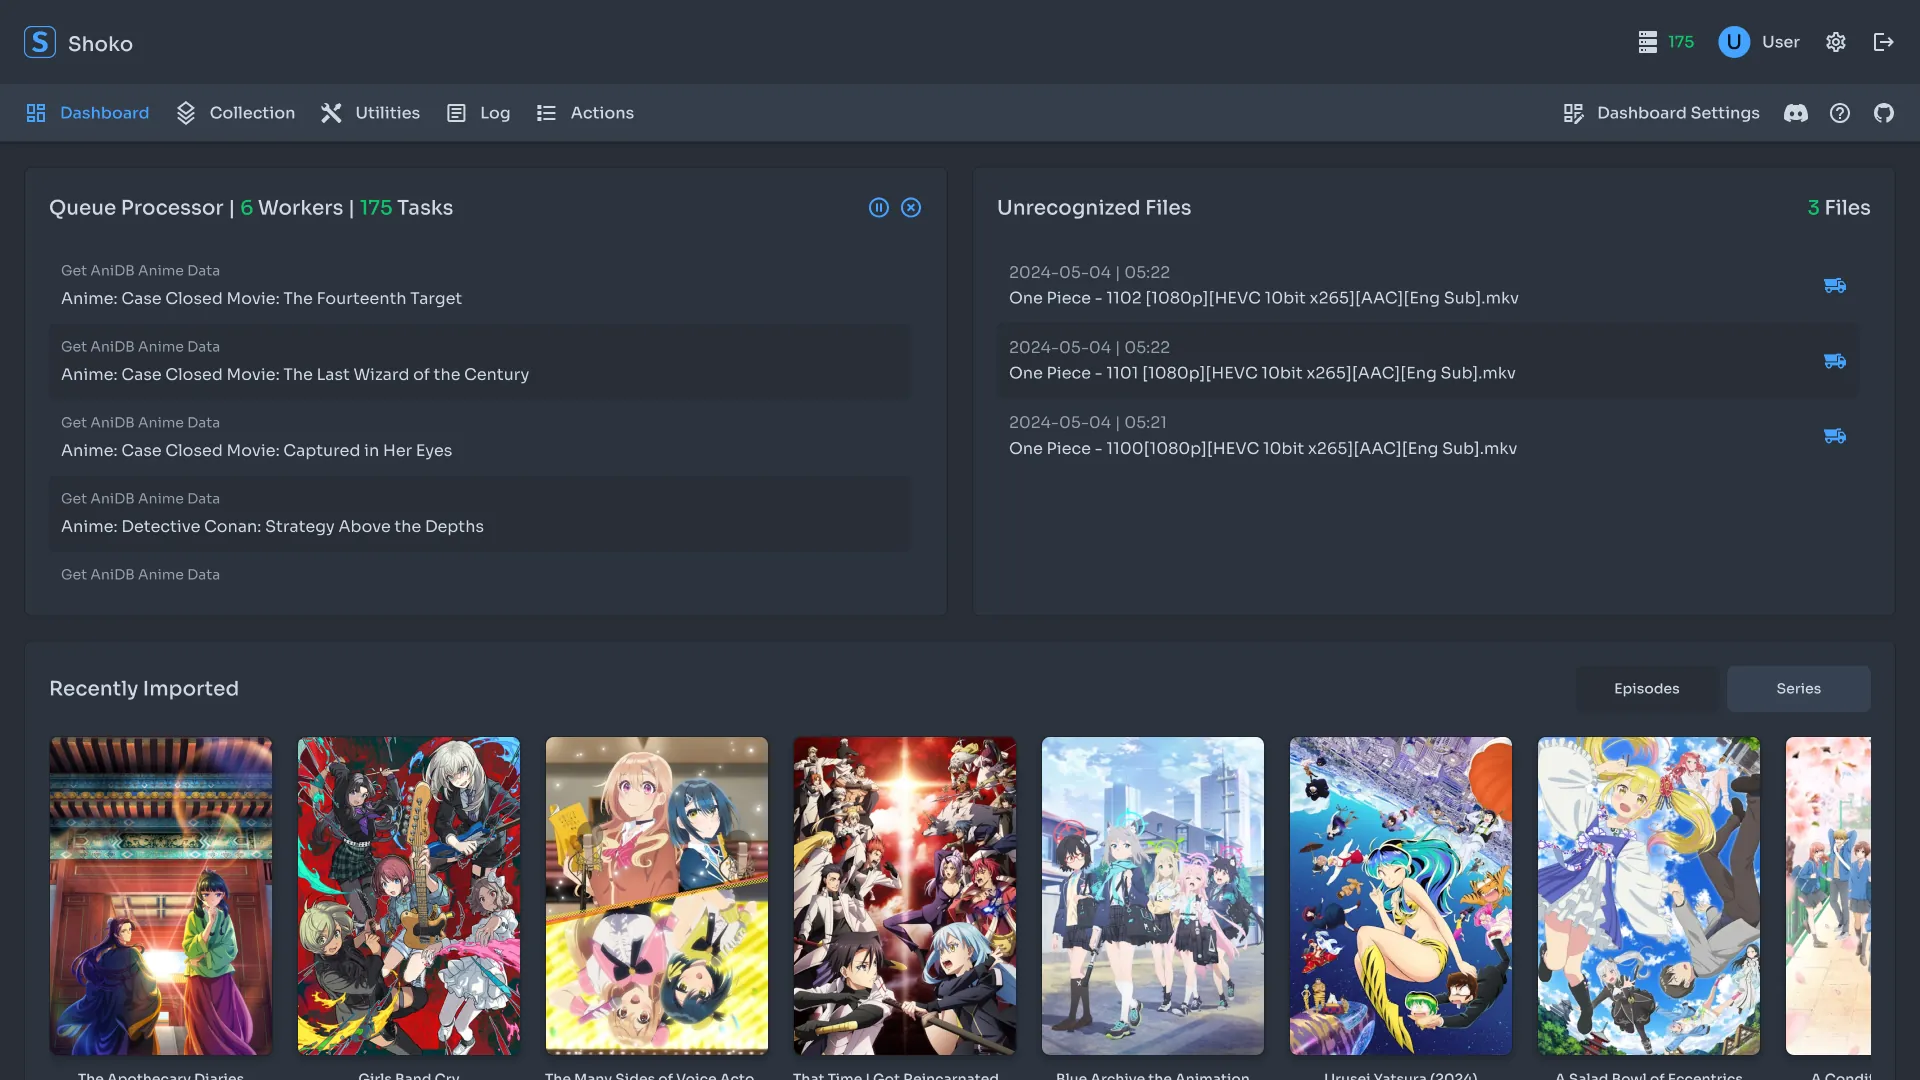 S Shoko
175
U User
Dashboard
Collection
Utilities
Log
Actions
Dashboard Settings
Queue Processor | 6 Workers | 175 Tasks
Get AniDB Anime Data
Anime: Case Closed Movie: The Fourteenth Target
Get AniDB Anime Data
Anime: Case Closed Movie: The Last Wizard of the Century
Get AniDB Anime Data
Anime: Case Closed Movie: Captured in Her Eyes
Get AniDB Anime Data
Anime: Detective Conan: Strategy Above the Depths
Get AniDB Anime Data
Unrecognized Files
3 Files
2024-05-04 | 05:22
One Piece - 1102 [1080p][HEVC 10bit x265][AAC][Eng Sub].mkv
2024-05-04 | 05:22
One Piece - 1101 [1080p][HEVC 10bit x265][AAC][Eng Sub].mkv
2024-05-04 | 05:21
One Piece - 1100[1080p][HEVC 10bit x265][AAC][Eng Sub].mkv
Recently Imported
Episodes
Series
The Apothecary Diaries
Girls Band Cry
The Many Sides of Voice Acto
That Time I Got Reincarnated
Blue Archive the Animation
Urusei Yatsura (2024)
A Salad Bowl of Eccentrics
A Condi